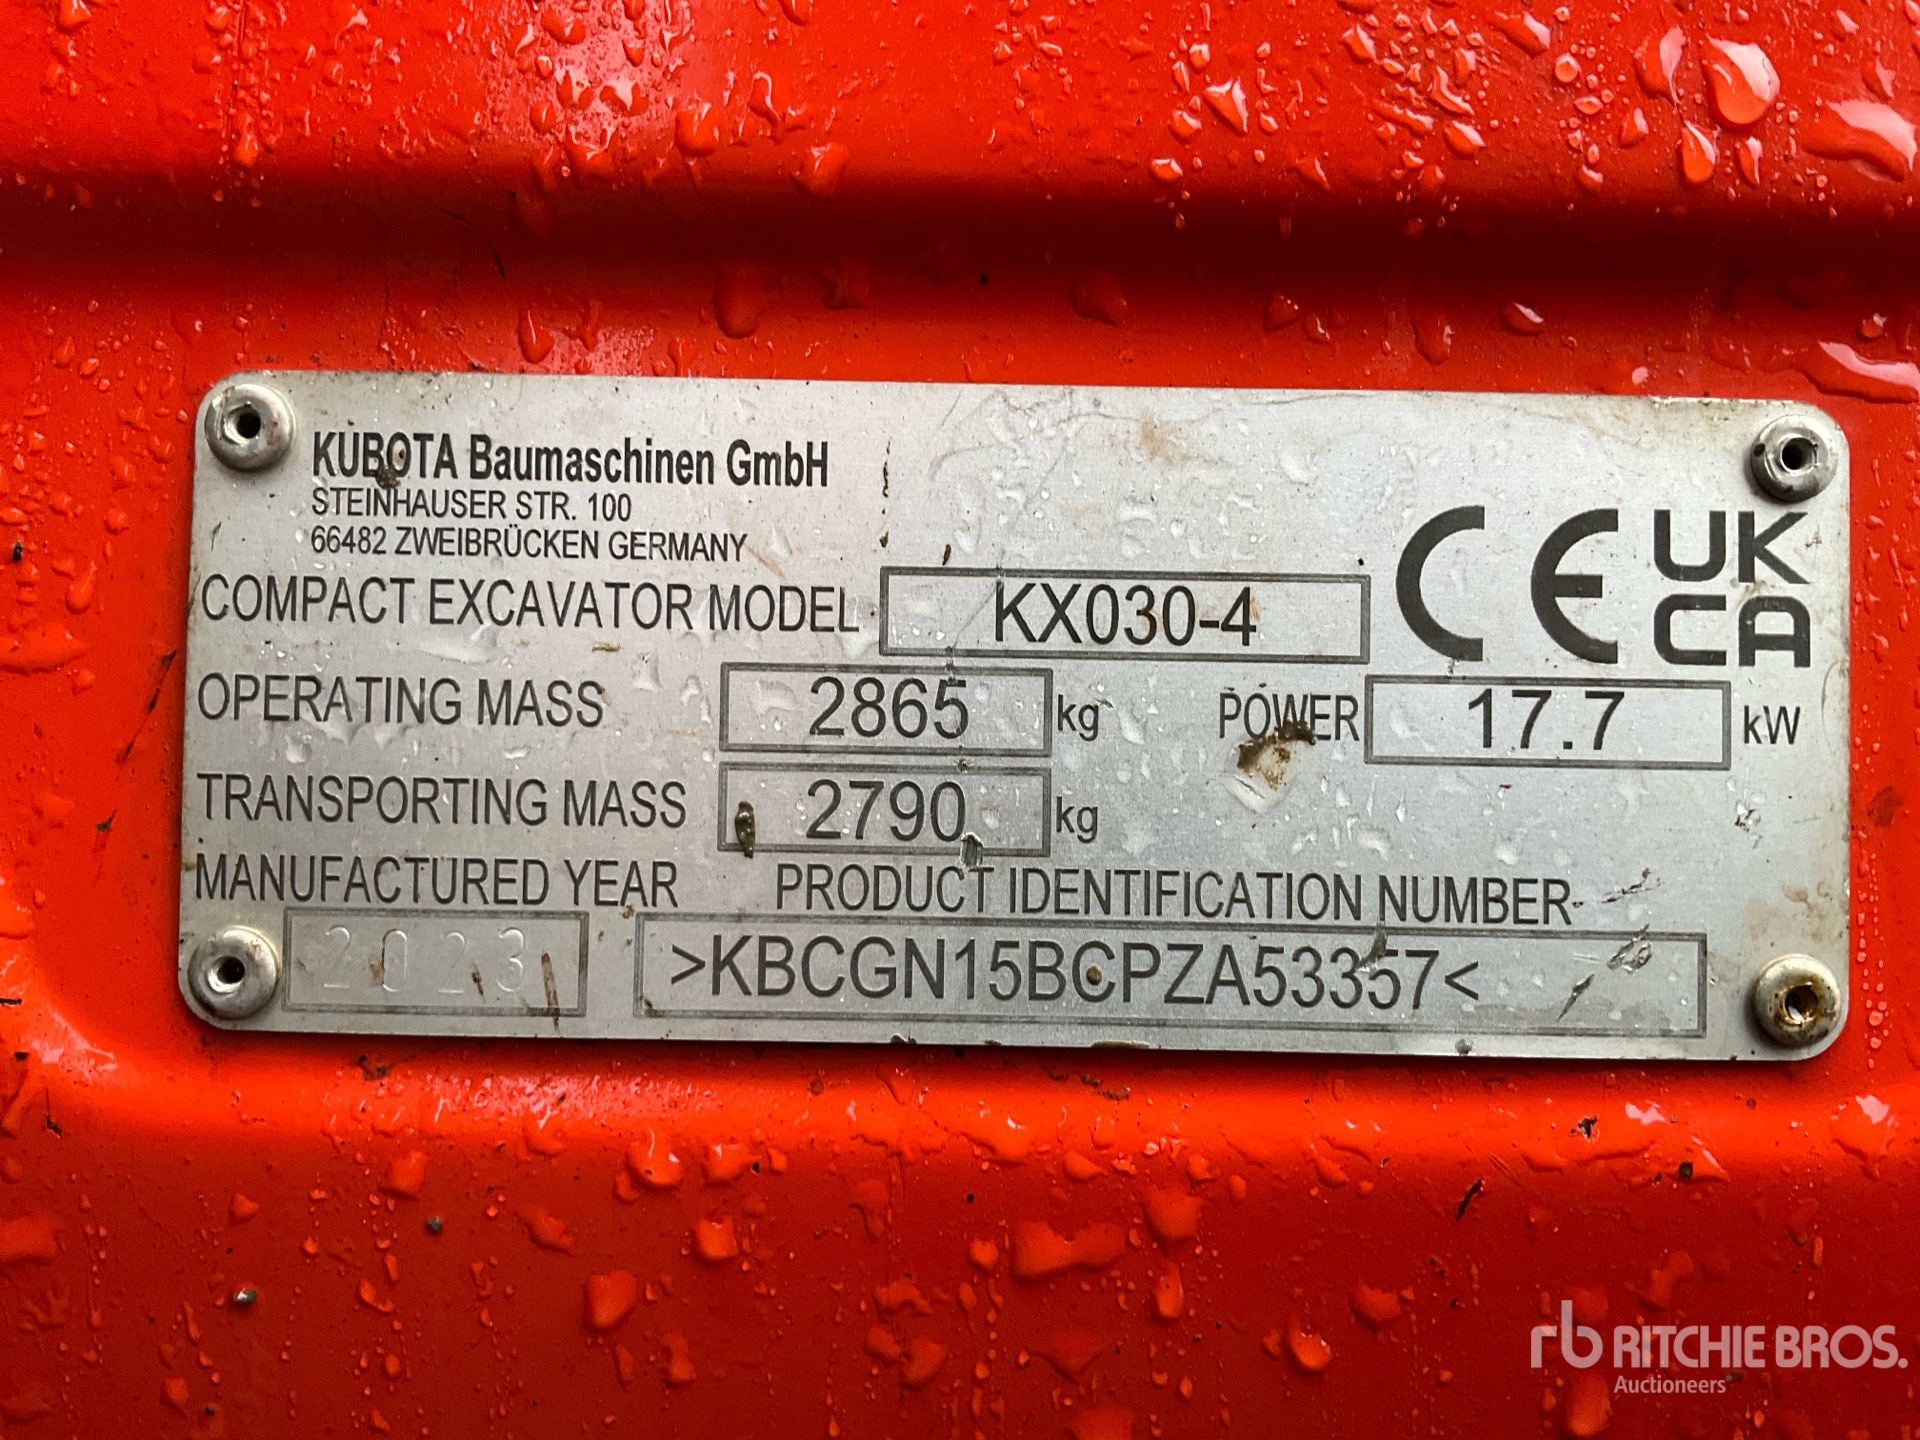 KUBOTA Baumaschinen GmbH
STEINHAUSER STR. 100
66482 ZWEIBRÜCKEN GERMANY
COMPACT EXCAVATOR MODEL KX030-4
CE UK CA
OPERATING MASS 2865 kg POWER 17.7 kW
TRANSPORTING MASS 2790 kg
MANUFACTURED YEAR PRODUCT IDENTIFICATION NUMBER
2023 >KBCGN15BCPZA53357<
rb RITCHIE BROS.
Auctioneers